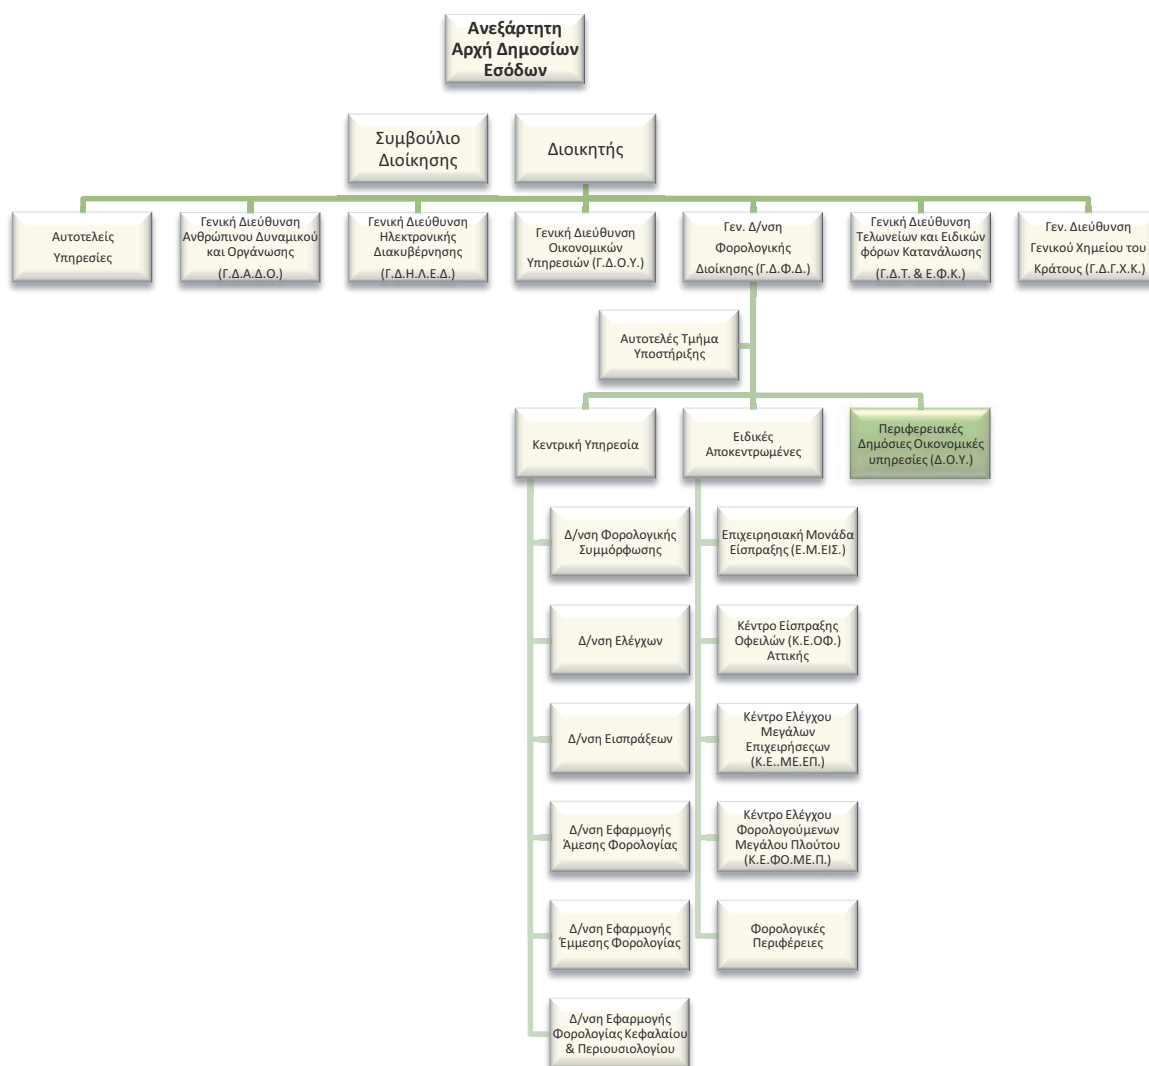 Ανεξάρτητη
Αρχή Δημοσίων
Εσόδων
Συμβούλιο
Διοίκησης
Διοικητής
Αυτοτελείς
Υπηρεσίες
Γενική Διεύθυνση
Ανθρώπινου Δυναμικού
και Οργάνωσης
(Γ.Δ.Α.Δ.Ο.)
Γενική Διεύθυνση
Ηλεκτρονικής
Διακυβέρνησης
(Γ.Δ.Η.Λ.Ε.Δ.)
Γενική Διεύθυνση
Οικονομικών
Υπηρεσιών (Γ.Δ.Ο.Υ.)
Γεν. Δ/νση
Φορολογικής
Διοίκησης (Γ.Δ.Φ.Δ.)
Γενική Διεύθυνση
Τελωνείων και Ειδικών
φόρων Κατανάλωσης
(Γ.Δ.Τ. & Ε.Φ.Κ.)
Γεν. Διεύθυνση
Γενικού Χημείου του
Κράτους (Γ.Δ.Γ.Χ.Κ.)
Αυτοτελές Τμήμα
Υποστήριξης
Κεντρική Υπηρεσία
Ειδικές
Αποκεντρωμένες
Περιφερειακές
Δημόσιες Οικονομικές
υπηρεσίες (Δ.Ο.Υ.)
Δ/νση Φορολογικής
Συμμόρφωσης
Δ/νση Ελέγχων
Δ/νση Εισπράξεων
Δ/νση Εφαρμογής
Άμεσης Φορολογίας
Δ/νση Εφαρμογής
Έμμεσης Φορολογίας
Δ/νση Εφαρμογής
Φορολογίας Κεφαλαίου
& Περιουσιολογίου
Επιχειρησιακή Μονάδα
Είσπραξης (Ε.Μ.ΕΙΣ.)
Κέντρο Είσπραξης
Οφειλών (Κ.Ε.ΟΦ.)
Αττικής
Κέντρο Ελέγχου
Μεγάλων
Επιχειρήσεςων
(Κ.Ε..ΜΕ.ΕΠ.)
Κέντρο Ελέγχου
Φορολογούμενων
Μεγάλου Πλούτου
(Κ.Ε.ΦΟ.ΜΕ.Π.)
Φορολογικές
Περιφέρειες